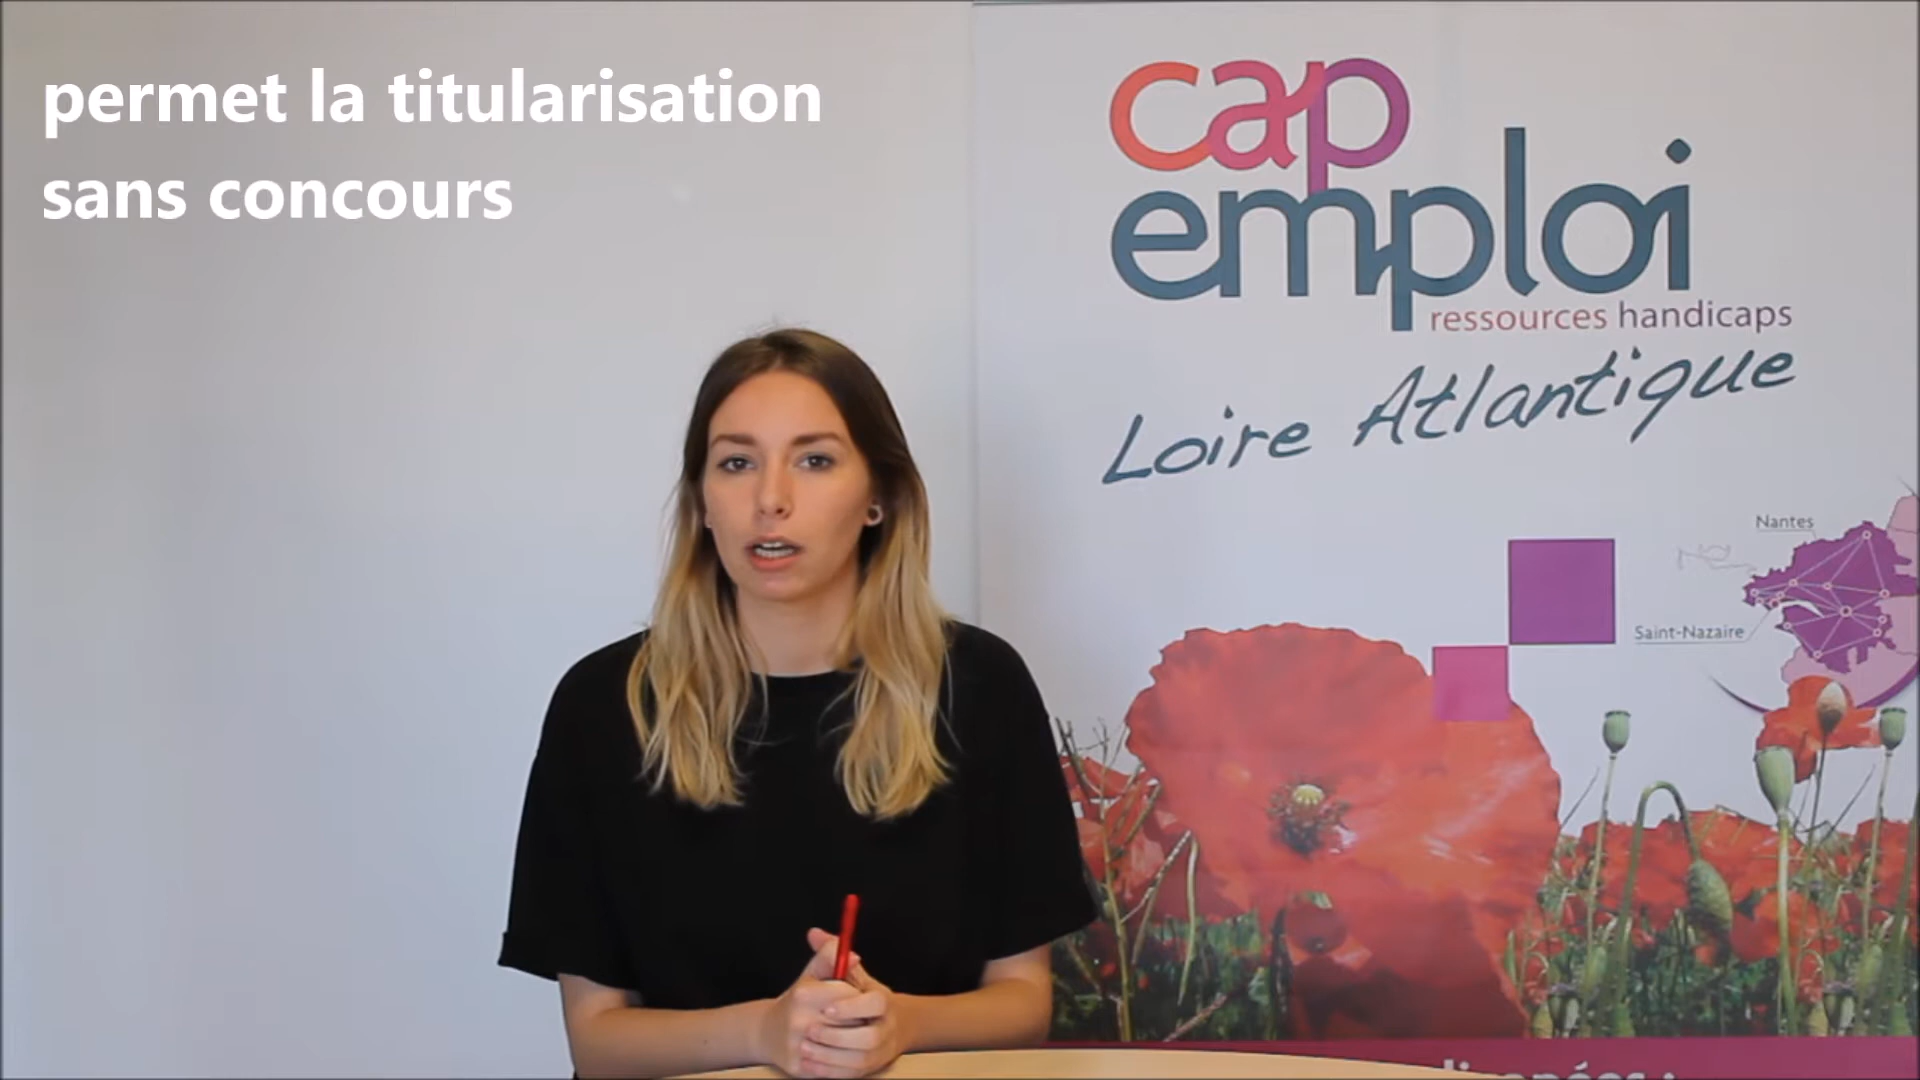 permet la titularisation
sans concours
cap
emploi
ressources handicaps
Loire Atlantique
Nantes
Saint-Nazaire